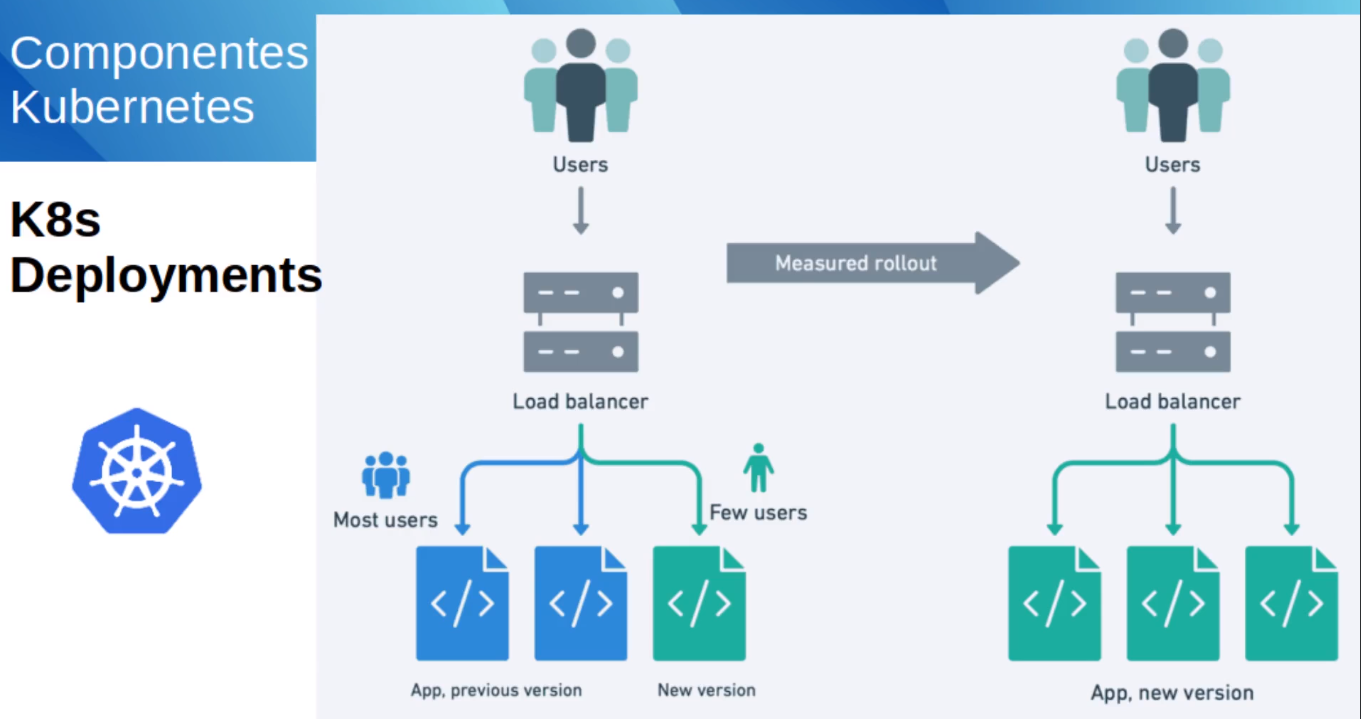 Componentes
Kubernetes
K8s
Deployments
Users
Load balancer
Most users
Few users
</>
</>
</>
App, previous version
New version
Measured rollout
Users
Load balancer
</>
</>
</>
App, new version